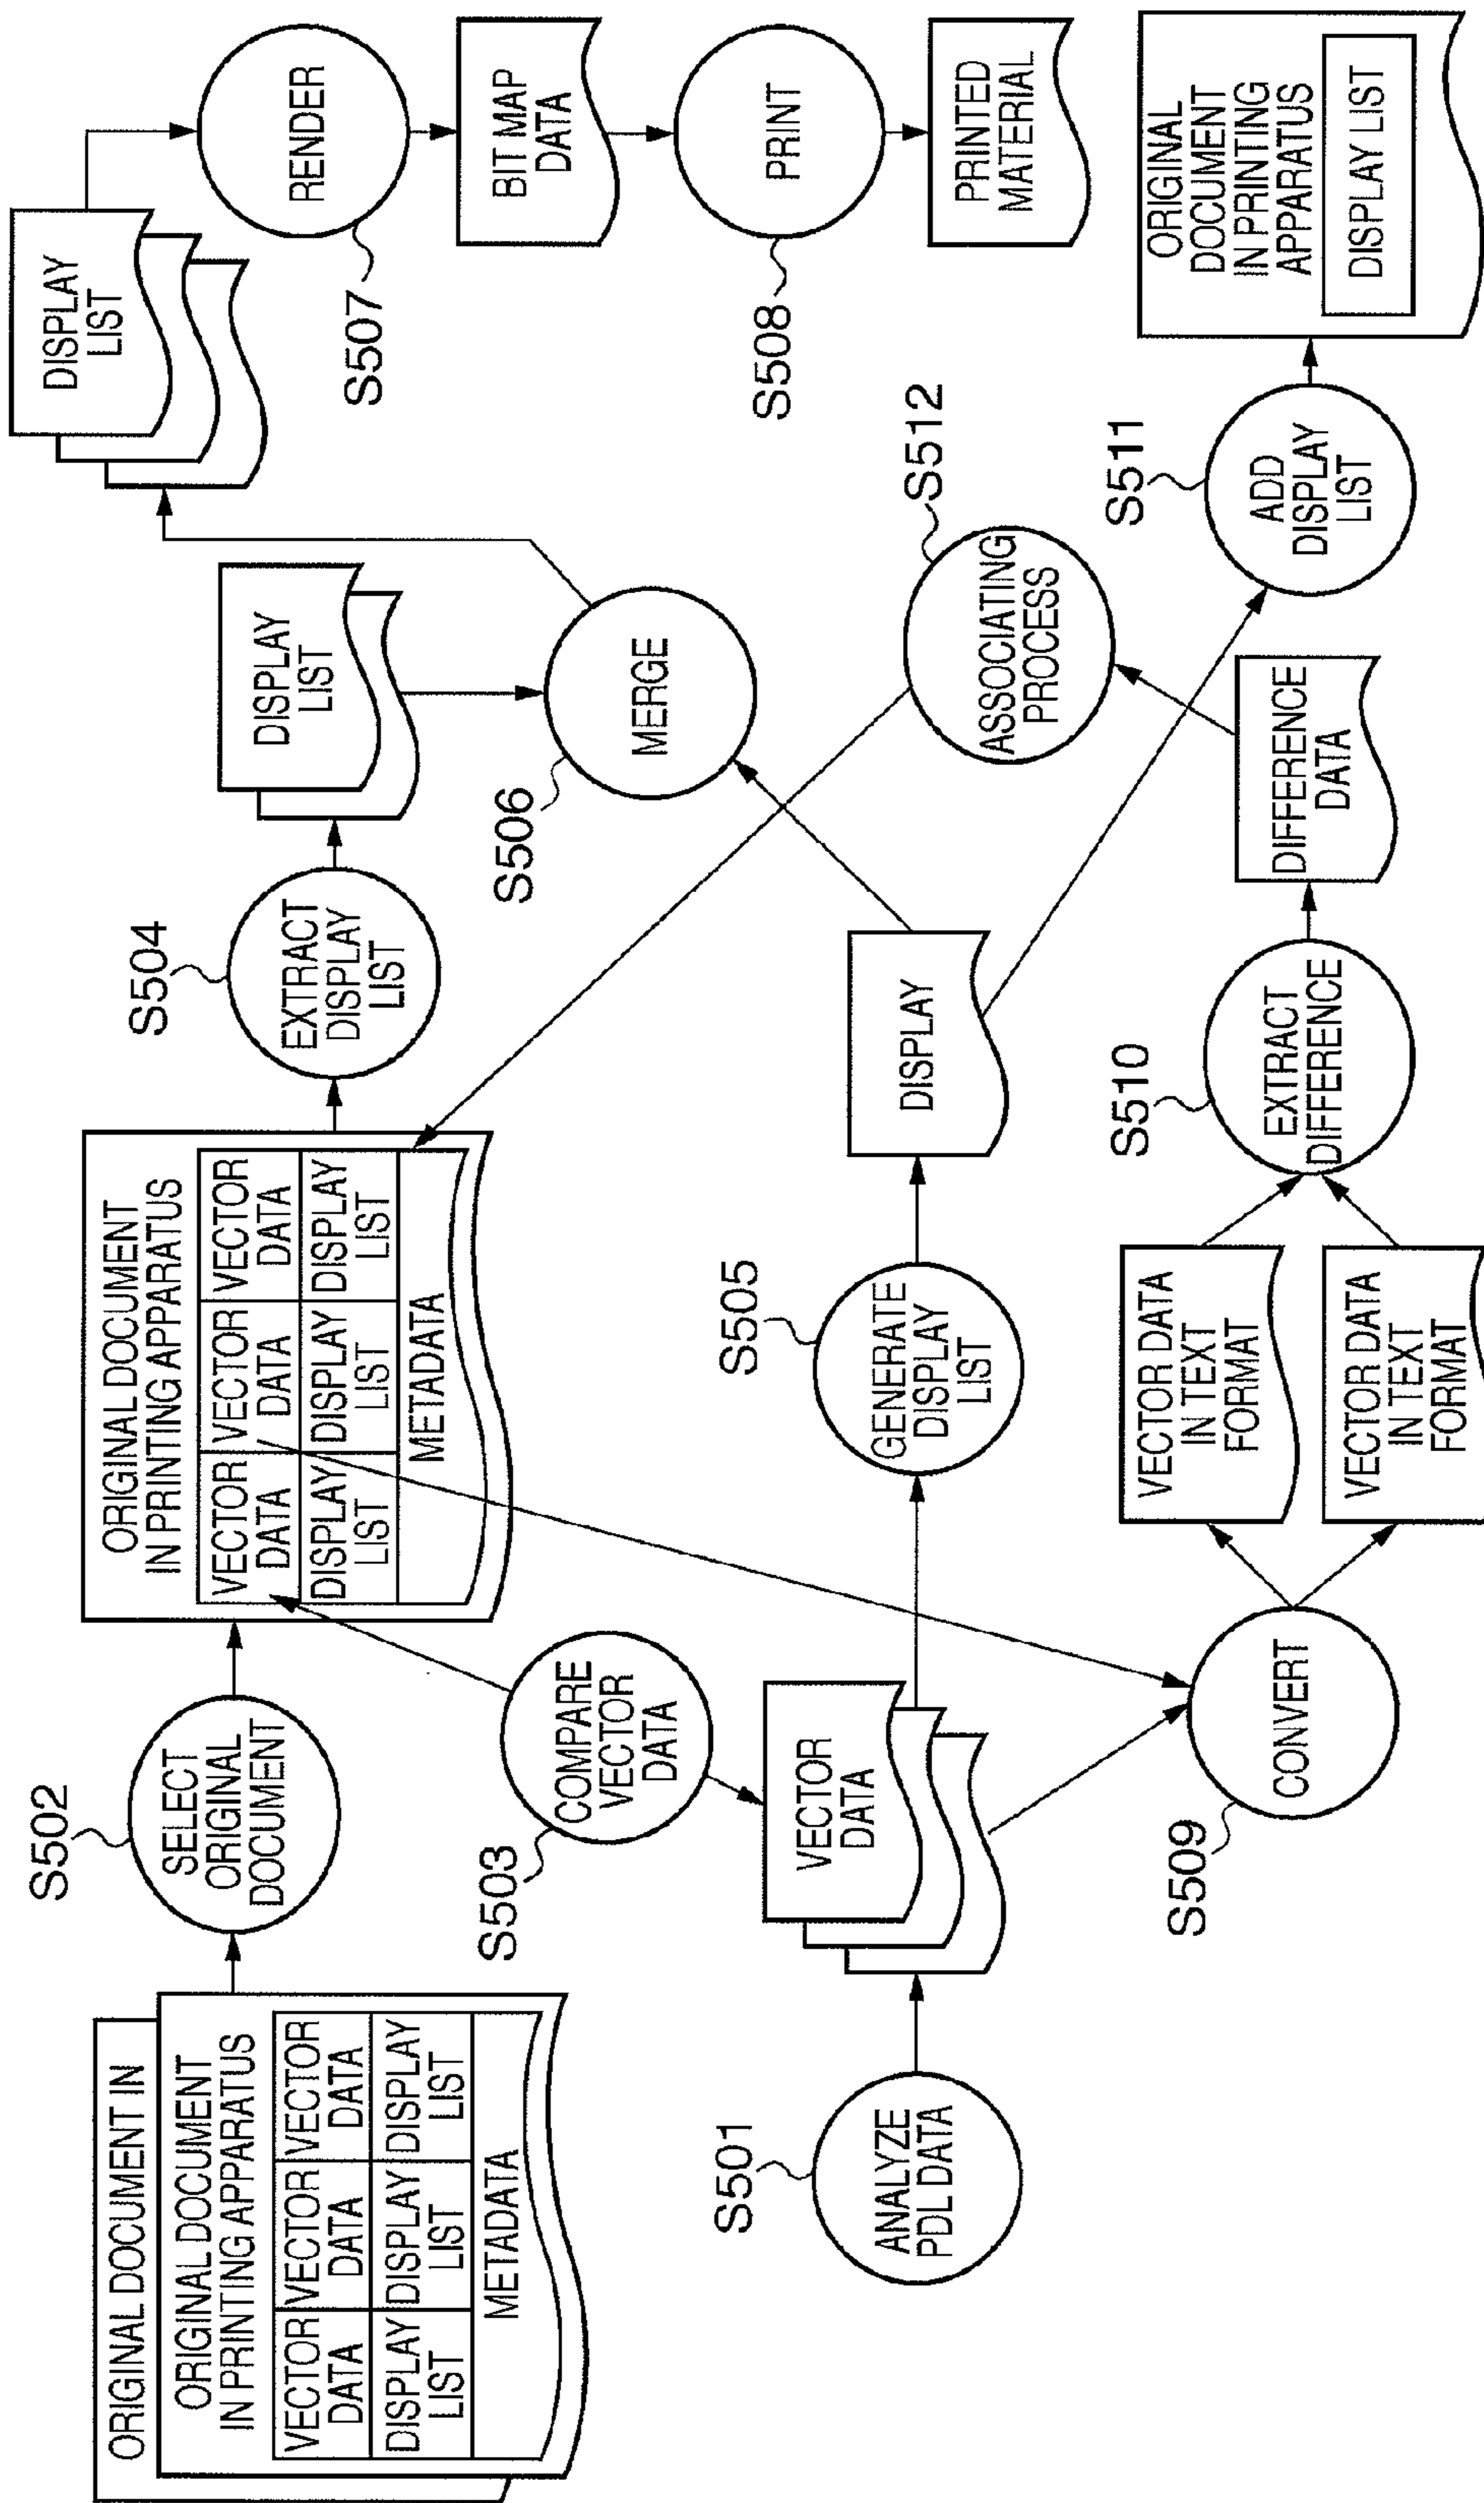 ORIGINAL DOCUMENT IN
ORIGINAL DOCUMENT
IN PRINTING APPARATUS
VECTOR DATA
VECTOR DATA
VECTOR DATA
DISPLAY LIST
DISPLAY LIST
DISPLAY LIST
METADATA
S502
SELECT
ORIGINAL
DOCUMENT
ORIGINAL DOCUMENT
IN PRINTING APPARATUS
VECTOR DATA
VECTOR DATA
VECTOR DATA
DISPLAY LIST
DISPLAY LIST
DISPLAY LIST
METADATA
S504
EXTRACT
DISPLAY
LIST
DISPLAY
LIST
DISPLAY
LIST
S507
RENDER
BIT MAP
DATA
S508
PRINT
PRINTED
MATERIAL
S503
COMPARE
VECTOR
DATA
S506
MERGE
S501
ANALYZE
PDL DATA
VECTOR
DATA
S505
GENERATE
DISPLAY
LIST
DISPLAY
S512
ASSOCIATING
PROCESS
S509
CONVERT
VECTOR DATA
IN TEXT
FORMAT
VECTOR DATA
IN TEXT
FORMAT
S510
EXTRACT
DIFFERENCE
DIFFERENCE
DATA
S511
ADD
DISPLAY
LIST
ORIGINAL
DOCUMENT
IN PRINTING
APPARATUS
DISPLAY LIST